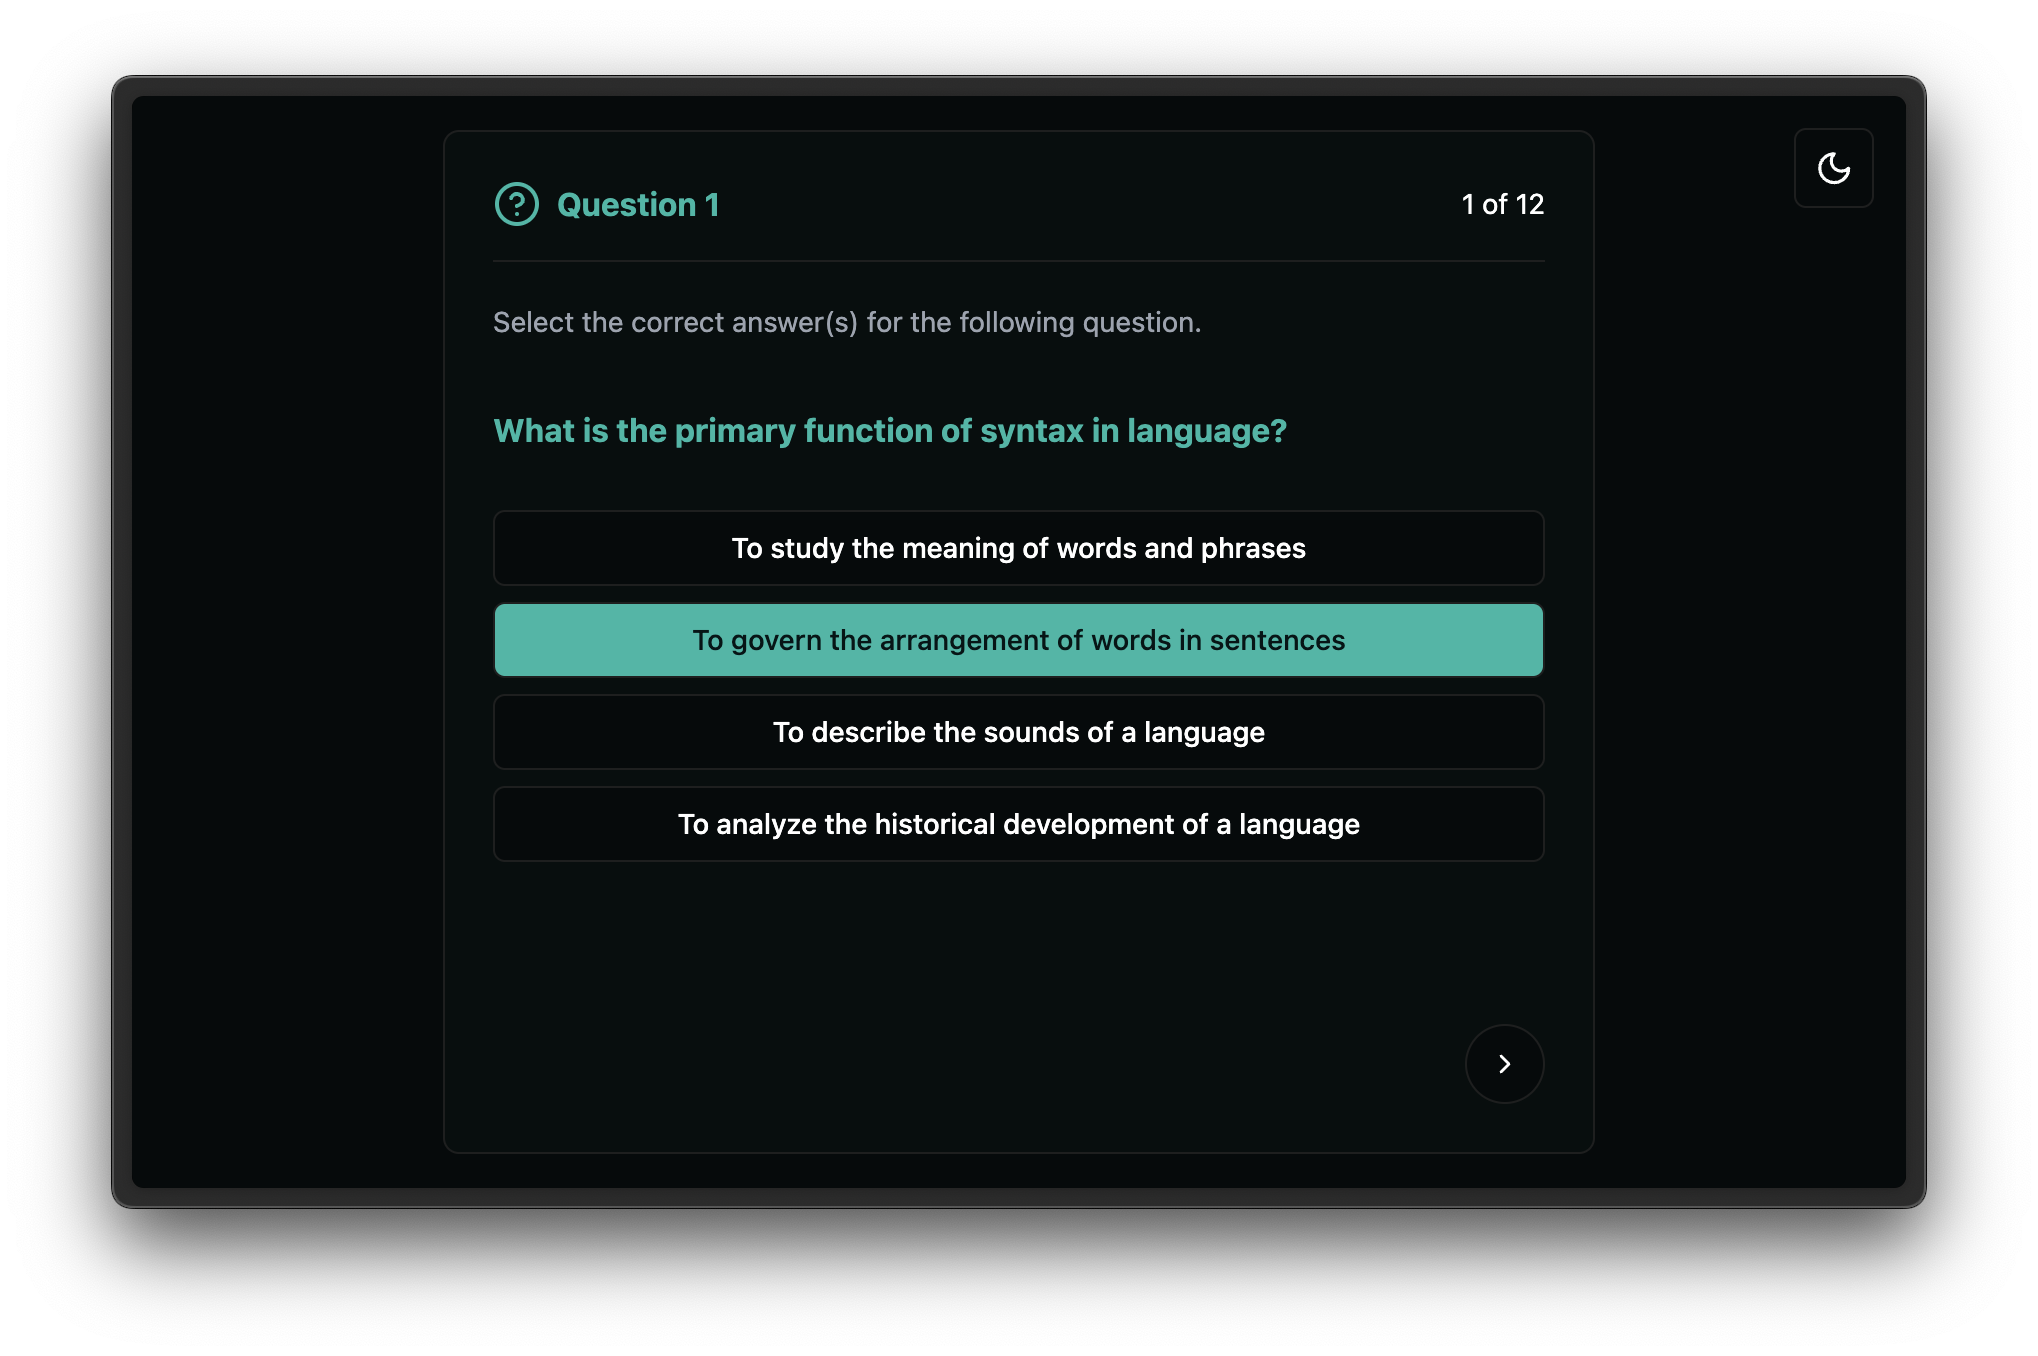 Question 1
1 of 12
Select the correct answer(s) for the following question.
What is the primary function of syntax in language?
To study the meaning of words and phrases
To govern the arrangement of words in sentences
To describe the sounds of a language
To analyze the historical development of a language